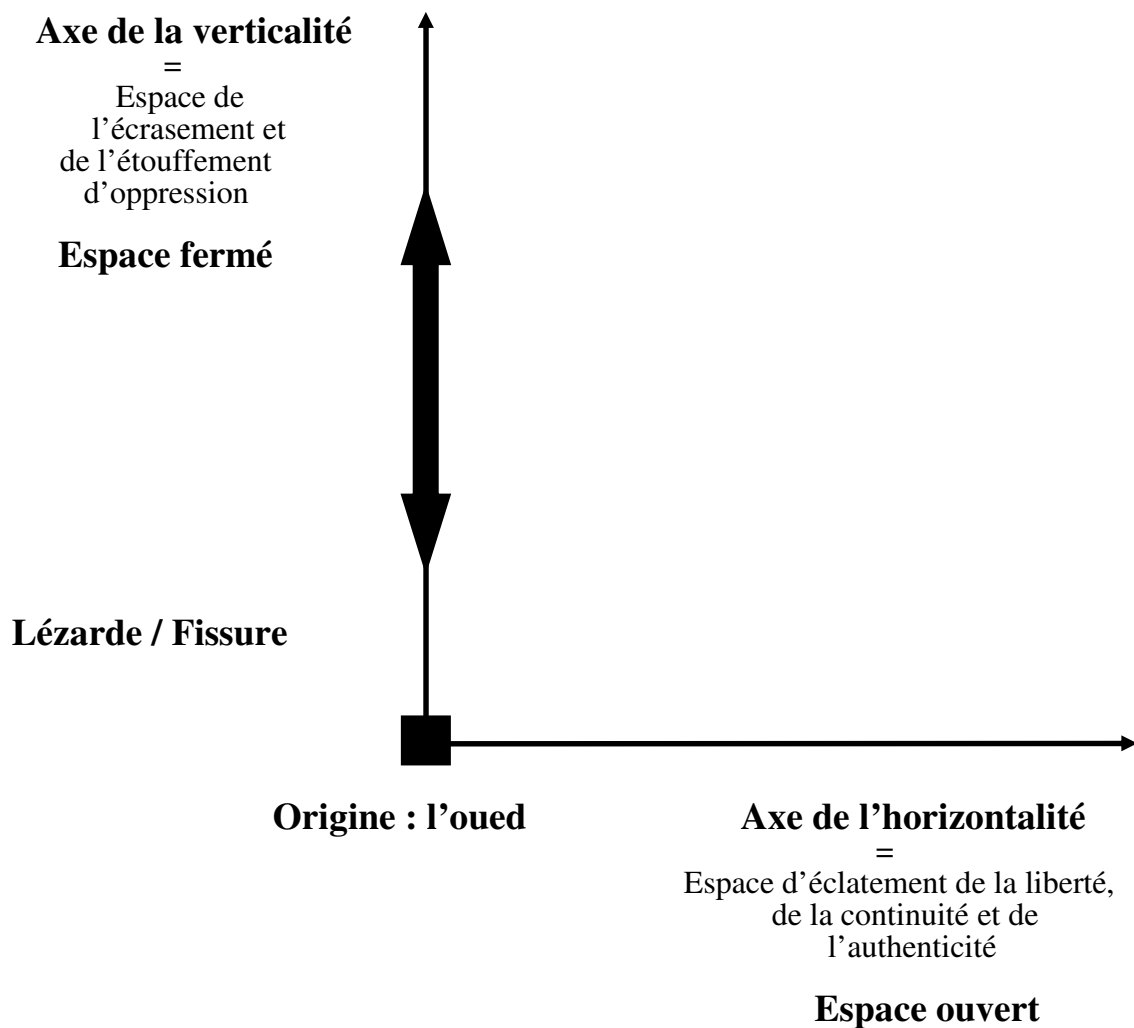 Axe de la verticalité
=
Espace de
l’écrasement et
de l’étouffement
d’oppression
Espace fermé
Lézarde / Fissure
Origine : l’oued
Axe de l’horizontalité
=
Espace d’éclatement de la liberté,
de la continuité et de
l’authenticité
Espace ouvert